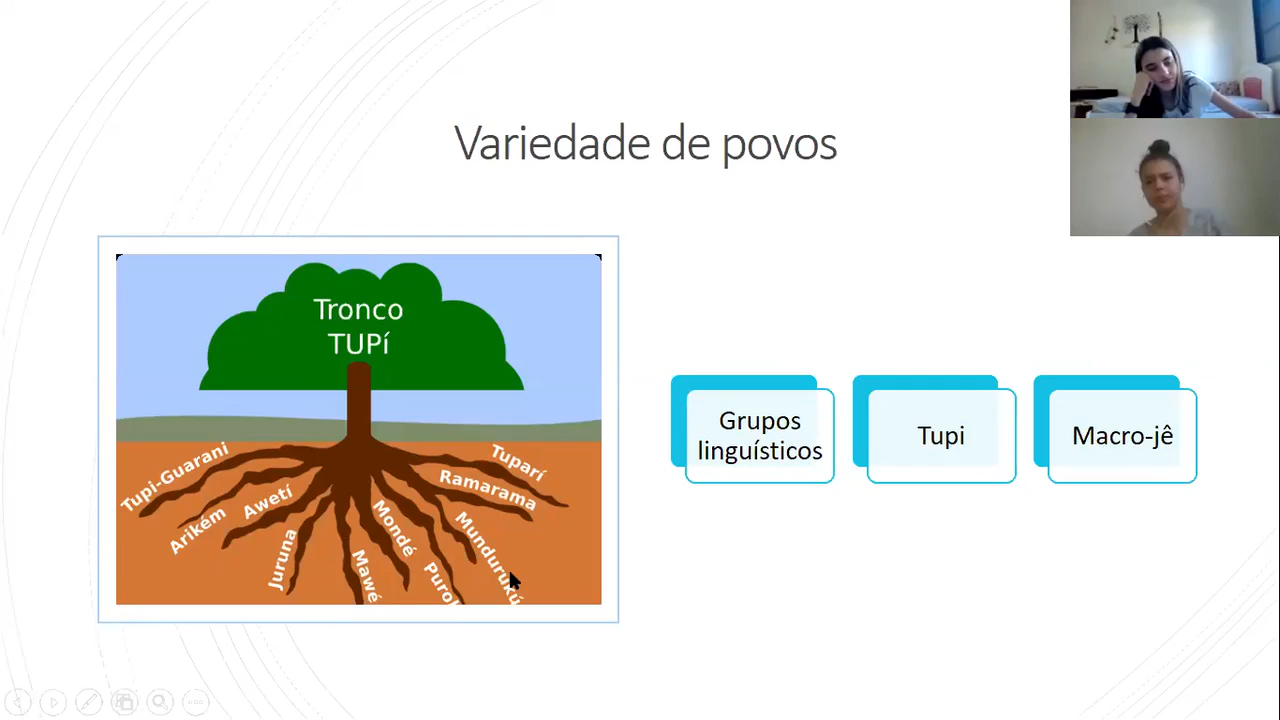 Variedade de povos
Tronco
TUPí
Tupi-Guarani
Arikém
Awetí
Juruna
Mawé
Mondé
Ramarama
Tuparí
Grupos
linguísticos
Tupi
Macro-jê